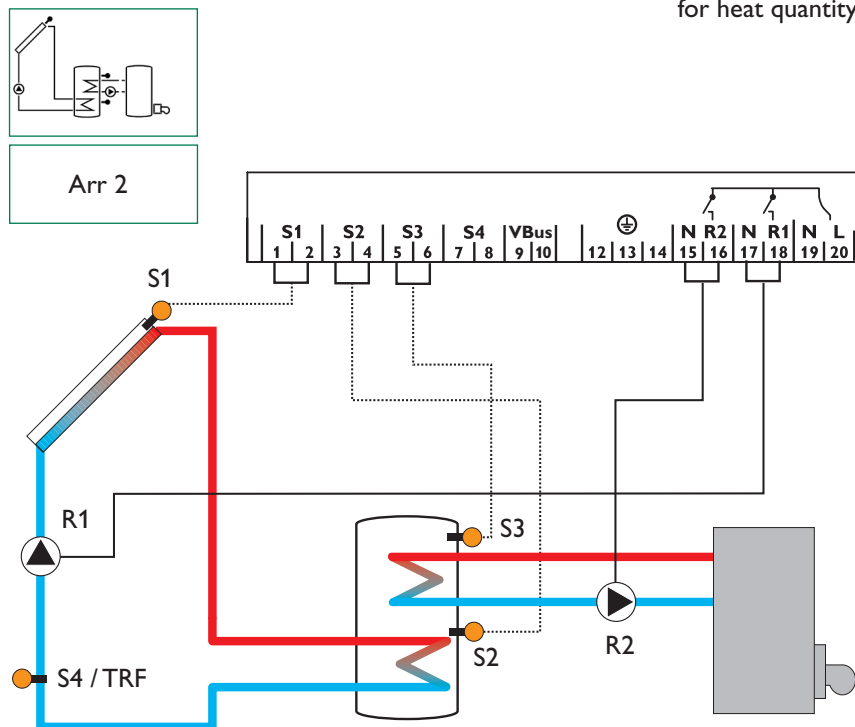 for heat quantity
Arr 2
S1 S2 S3 S4 VBus N R2 N R1 N L
1 2 3 4 5 6 7 8 9 10 12 13 14 15 16 17 18 19 20
S1
R1
S3
S2
R2
S4 / TRF